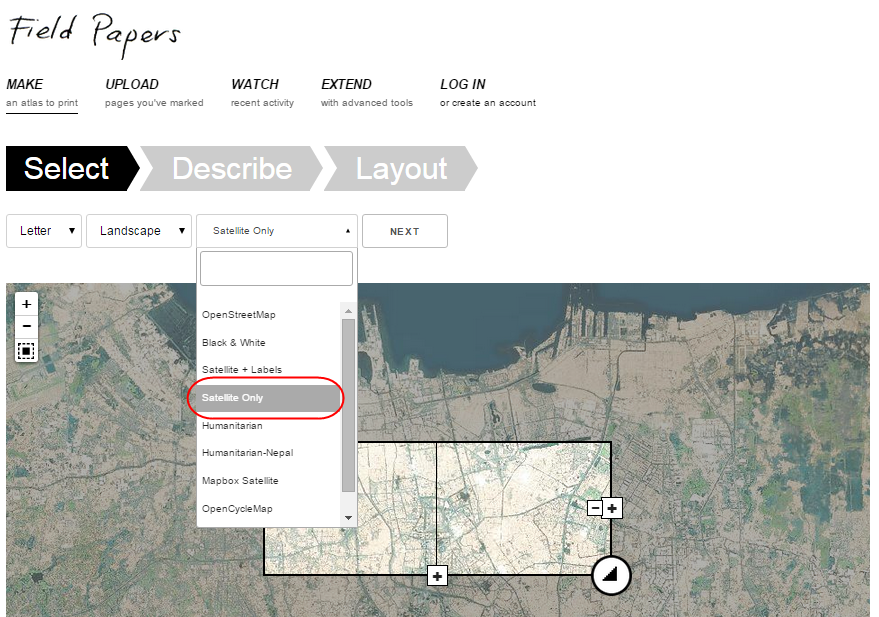 Field Papers
MAKE UPLOAD WATCH EXTEND LOG IN
an atlas to print pages you've marked recent activity with advanced tools or create an account
Select Describe Layout
Letter Landscape Satellite Only NEXT
OpenStreetMap
Black & White
Satellite + Labels
Satellite Only
Humanitarian
Humanitarian-Nepal
Mapbox Satellite
OpenCycleMap